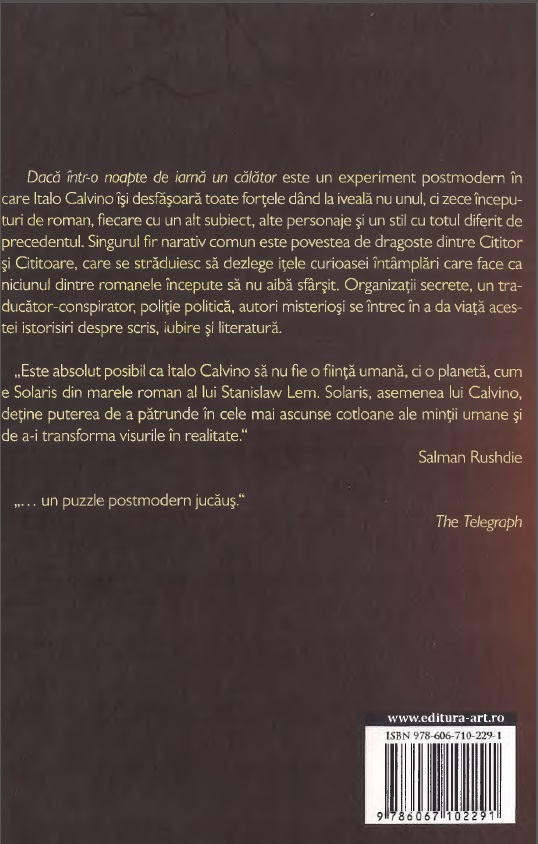 Dacă într-o noapte de iarnă un călător este un experiment postmodern în
care Italo Calvino își desfășoară toate forțele dând la iveală nu unul, ci zece începu-
turi de roman, fiecare cu un alt subiect, alte personaje și un stil cu totul diferit de
precedentul. Singurul fir narativ comun este povestea de dragoste dintre Cititor
și Cititoare, care se străduiesc să dezlege ițele curioasei întâmplări care face ca
niciunul dintre romanele începute să nu aibă sfârșit. Organizații secrete, un tra-
ducător-conspirator, poliție politică, autori misterioși se întrec în a da viață aces-
tei istorisiri despre scris, iubire și literatură.
„Este absolut posibil ca Italo Calvino să nu fie o ființă umană, ci o planetă, cum
e Solaris din marele roman al lui Stanislaw Lem. Solaris, asemenea lui Calvino,
deține puterea de a pătrunde în cele mai ascunse cotloane ale minții umane și
de a-i transforma visurile în realitate.“
Salman Rushdie
„... un puzzle postmodern jucăuș.“
The Telegraph
www.editura-art.ro
ISBN 978-606-710-229-1
9 786067 102291